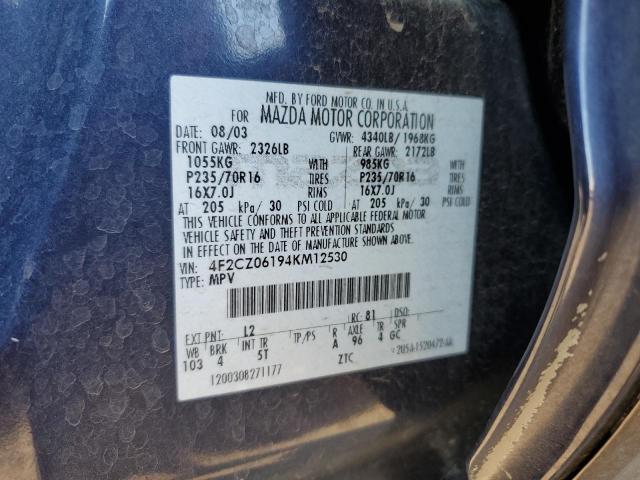 MFD. BY FORD MOTOR CO. IN U.S.A.
FOR MAZDA MOTOR CORPORATION
DATE: 08/03 GVWR: 4340LB/1968KG
FRONT GAWR: 2326LB REAR GAWR: 2172LB
1055KG WITH 985KG WITH
P235/70R16 TIRES P235/70R16 TIRES
16X7.0J RIMS 16X7.0J RIMS
AT 205 kPa/ 30 PSI COLD AT 205 kPa/ 30 PSI COLD
THIS VEHICLE CONFORMS TO ALL APPLICABLE FEDERAL MOTOR
VEHICLE SAFETY AND THEFT PREVENTION STANDARDS
IN EFFECT ON THE DATE OF MANUFACTURE SHOWN ABOVE.
VIN: 4F2CZ06194KM12530
TYPE: MPV
EXT PNT: L2 RC: 81 DSO:
WB BRK INT TR TP/PS R AXLE TR SPR
103 4 5T A 96 4 GC
1200308271177 ZTC